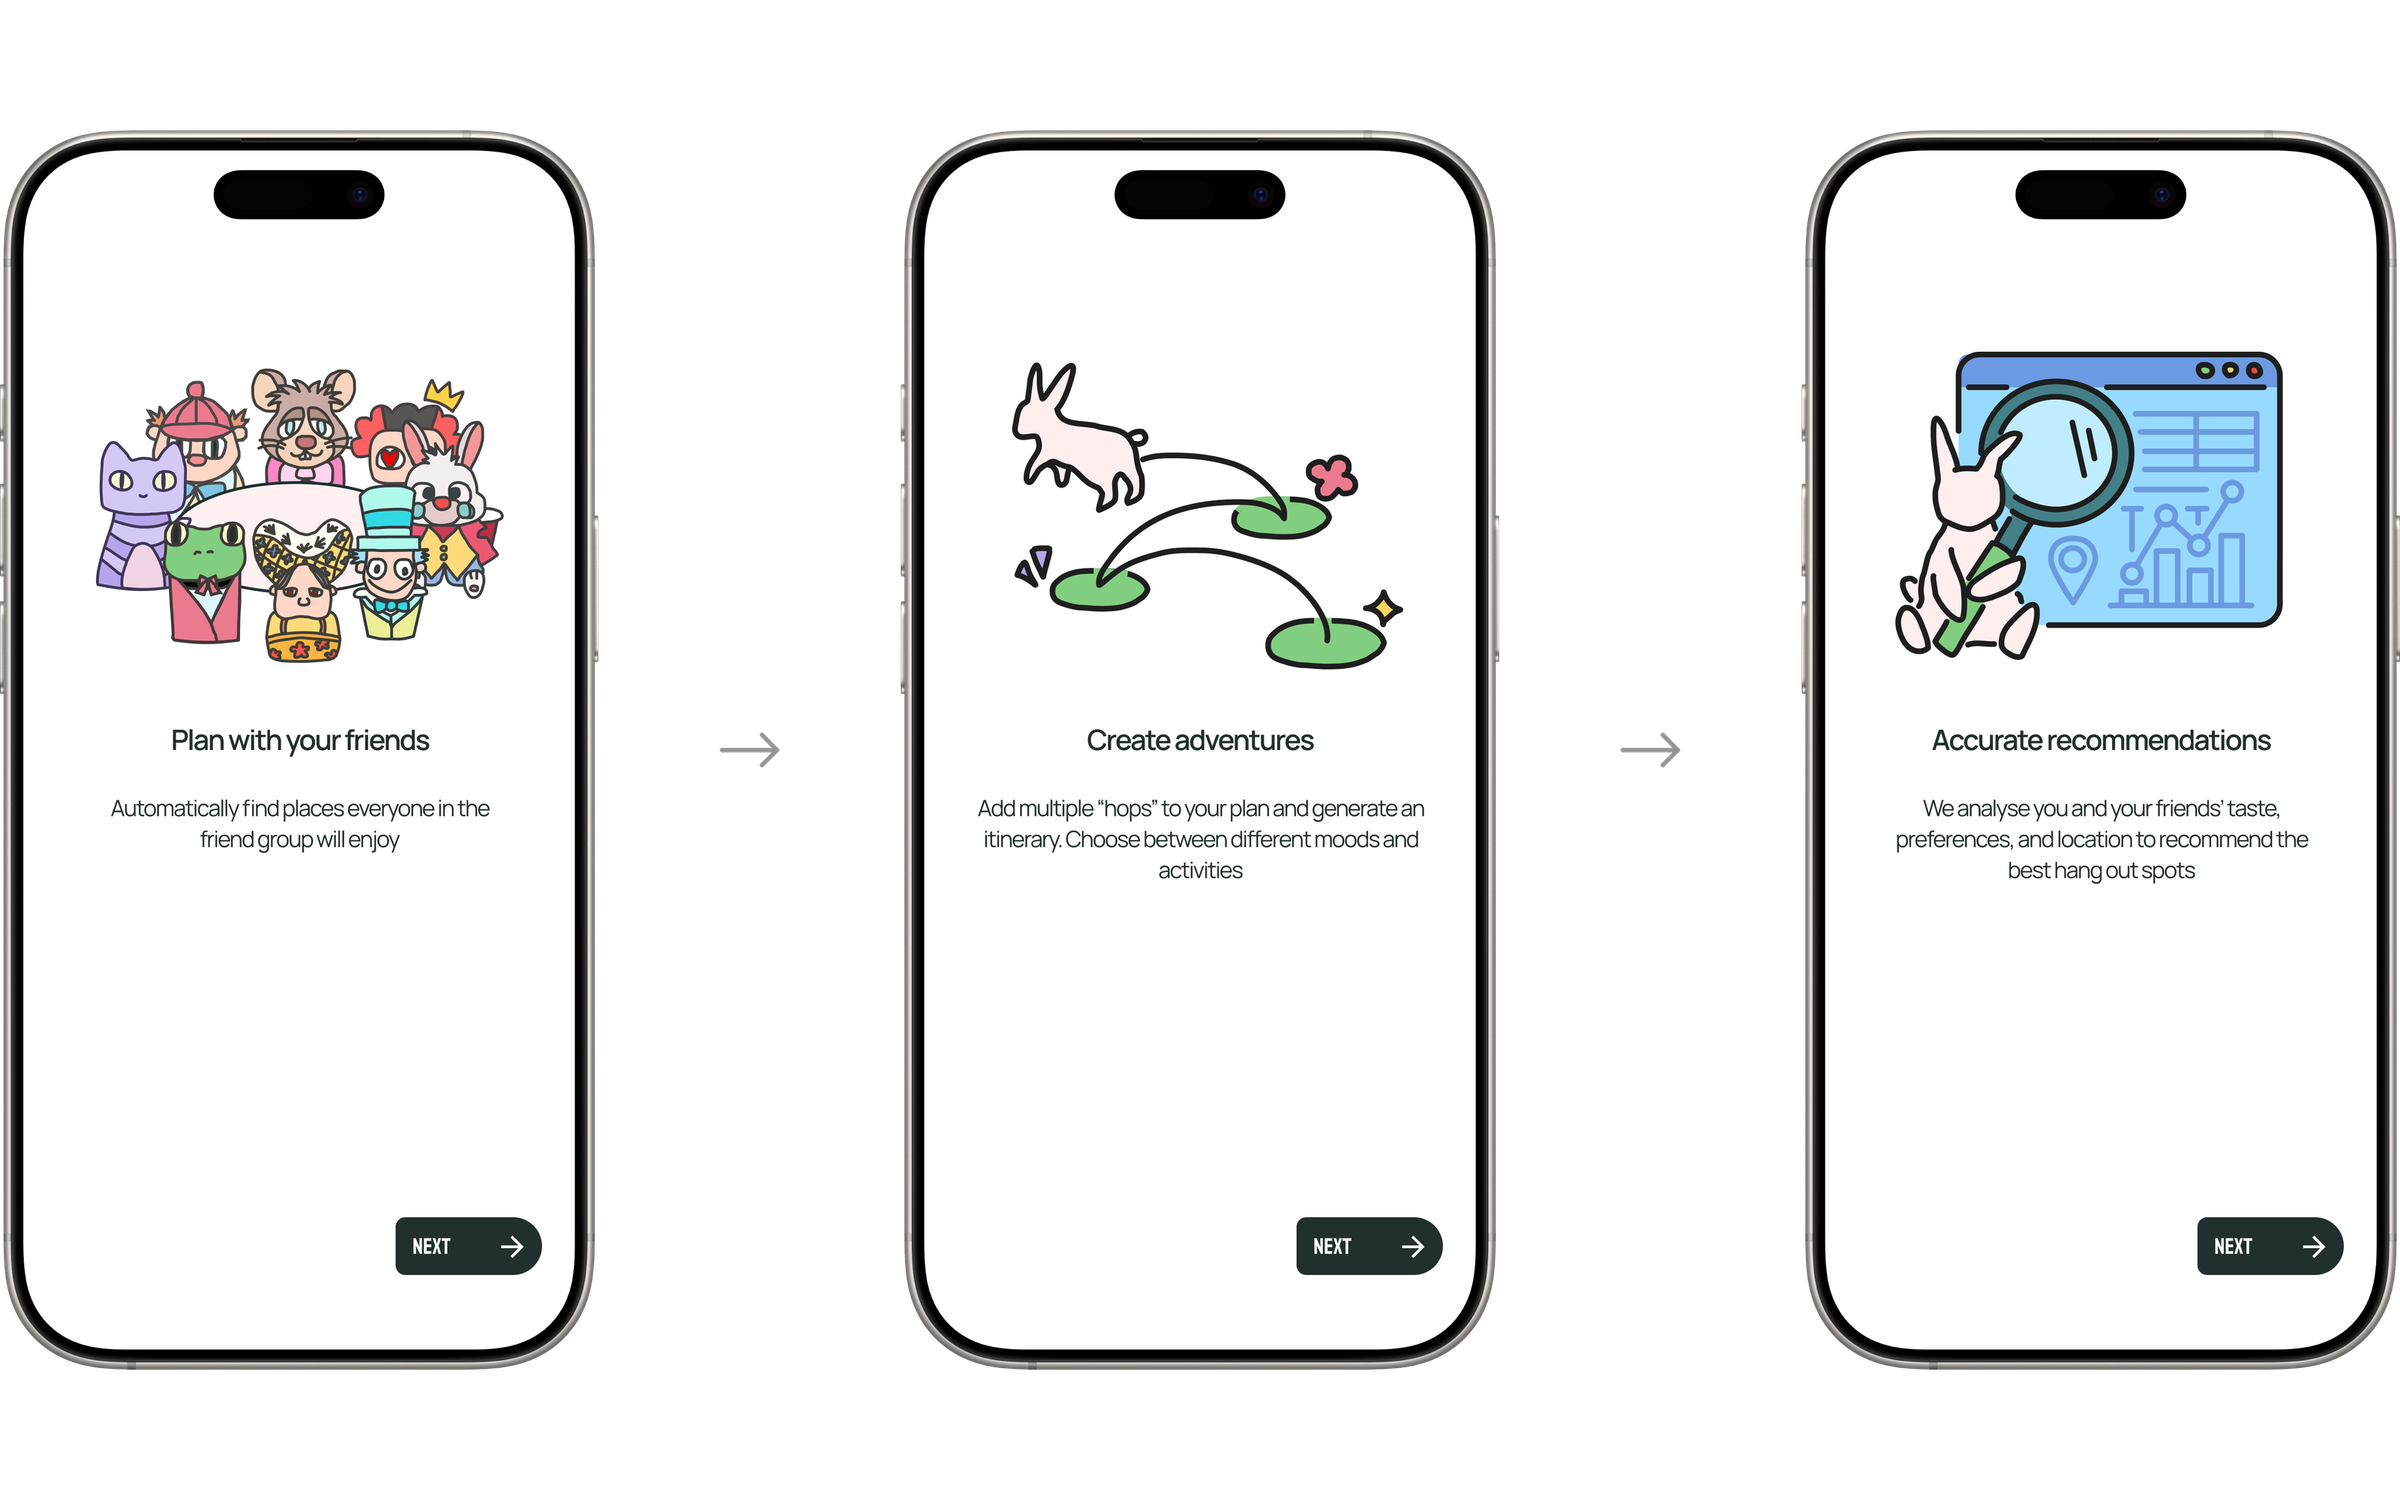 Plan with your friends
Automatically find places everyone in the
friend group will enjoy
NEXT
Create adventures
Add multiple “hops” to your plan and generate an
itinerary. Choose between different moods and
activities
NEXT
Accurate recommendations
We analyse you and your friends’ taste,
preferences, and location to recommend the
best hang out spots
NEXT